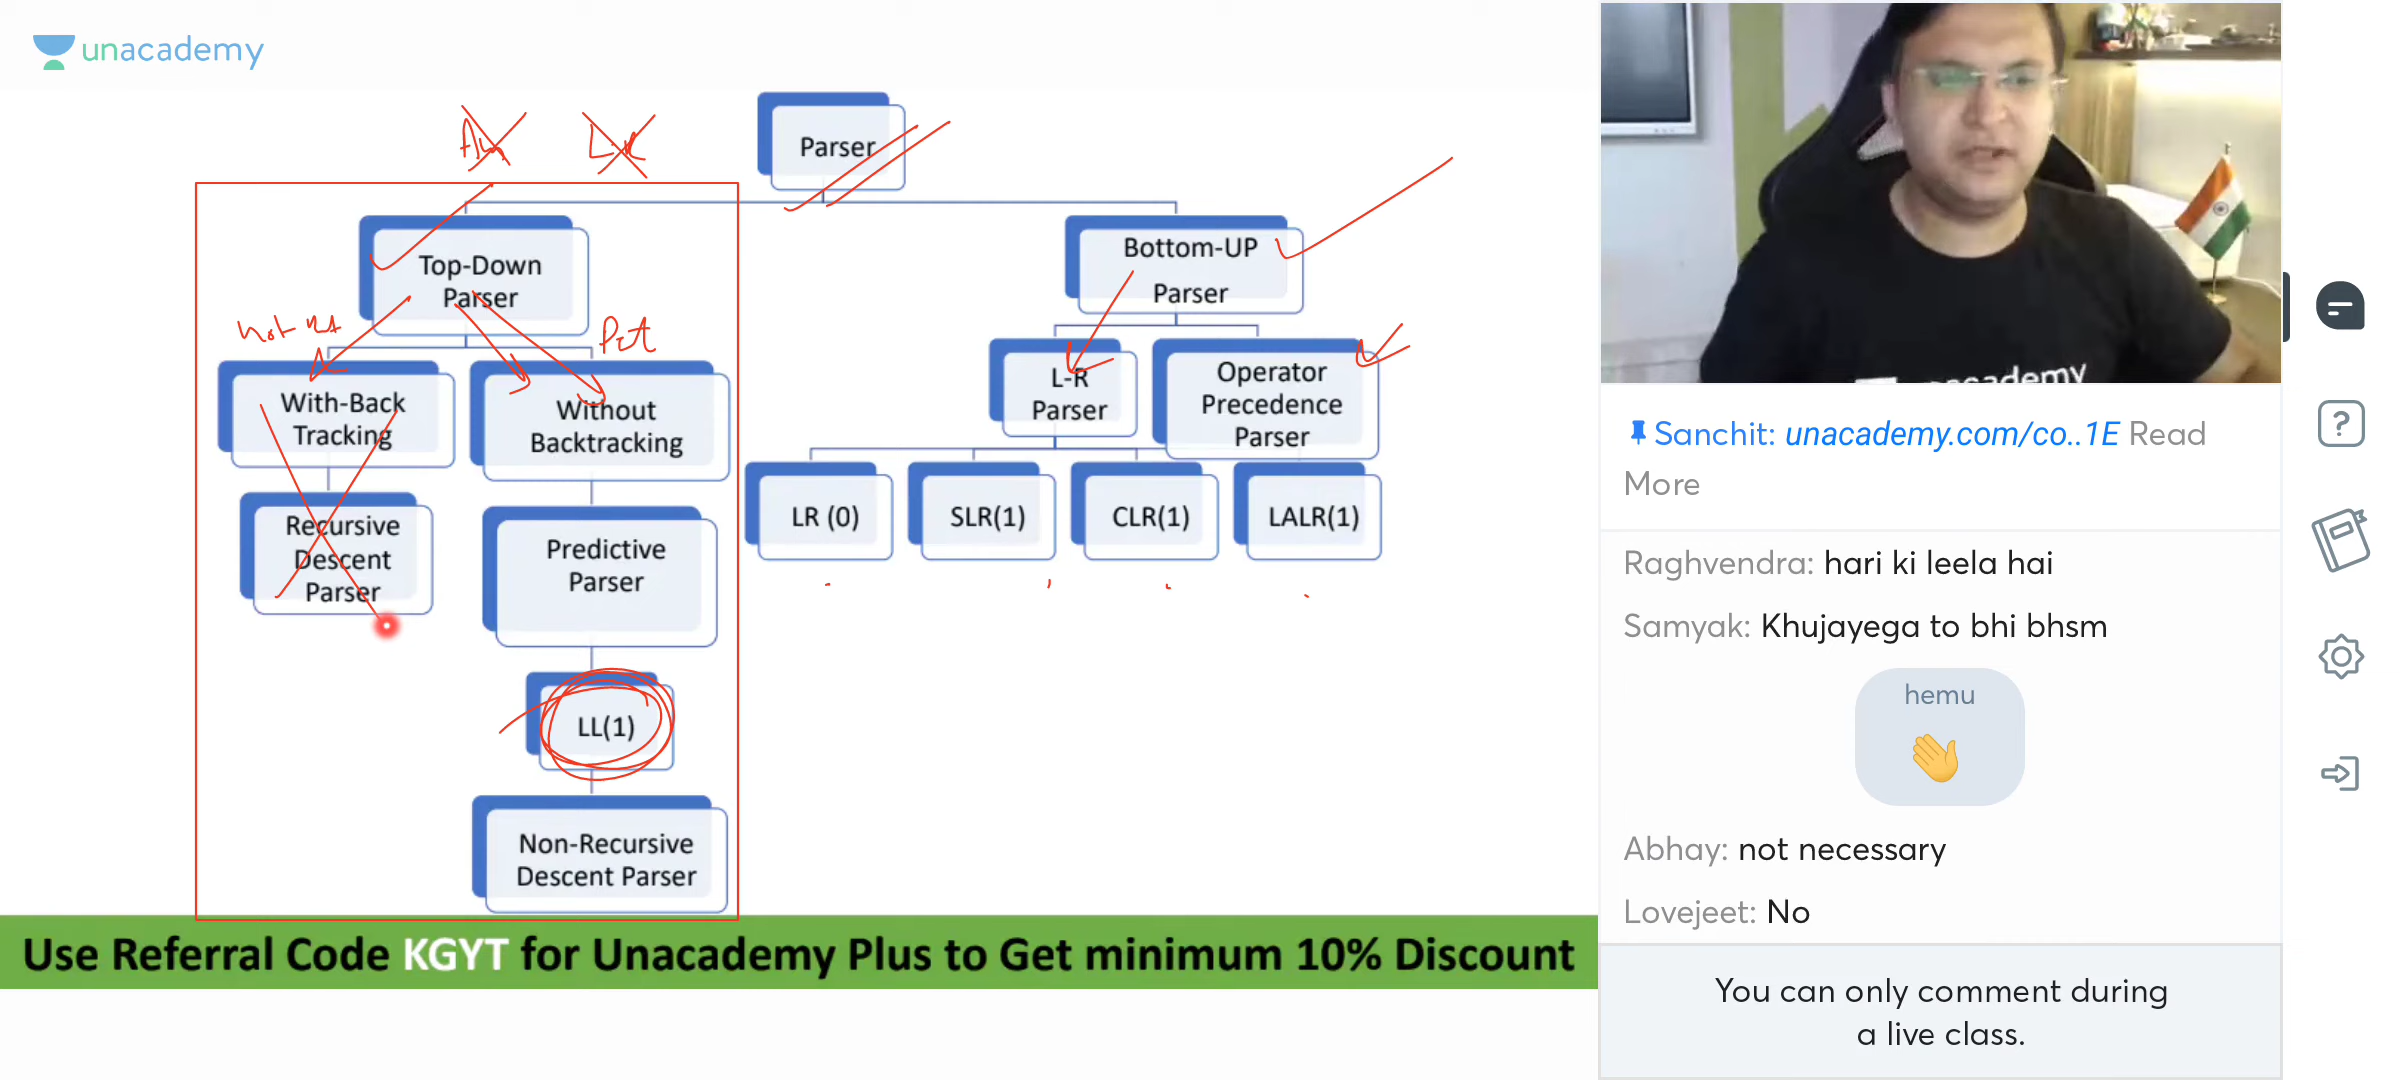 unacademy
Parser
Top-Down
Parser
Bottom-UP
Parser
not
With-Back
Tracking
Without
Backtracking
L-R
Parser
Operator
Precedence
Parser
Recursive
Descent
Parser
Predictive
Parser
LR (0)
SLR(1)
CLR(1)
LALR(1)
LL(1)
Non-Recursive
Descent Parser
Use Referral Code KGYT for Unacademy Plus to Get minimum 10% Discount
unacademy
Sanchit: unacademy.com/co..1E Read
More
Raghvendra: hari ki leela hai
Samyak: Khujayega to bhi bhsm
hemu
Abhay: not necessary
Lovejeet: No
You can only comment during
a live class.